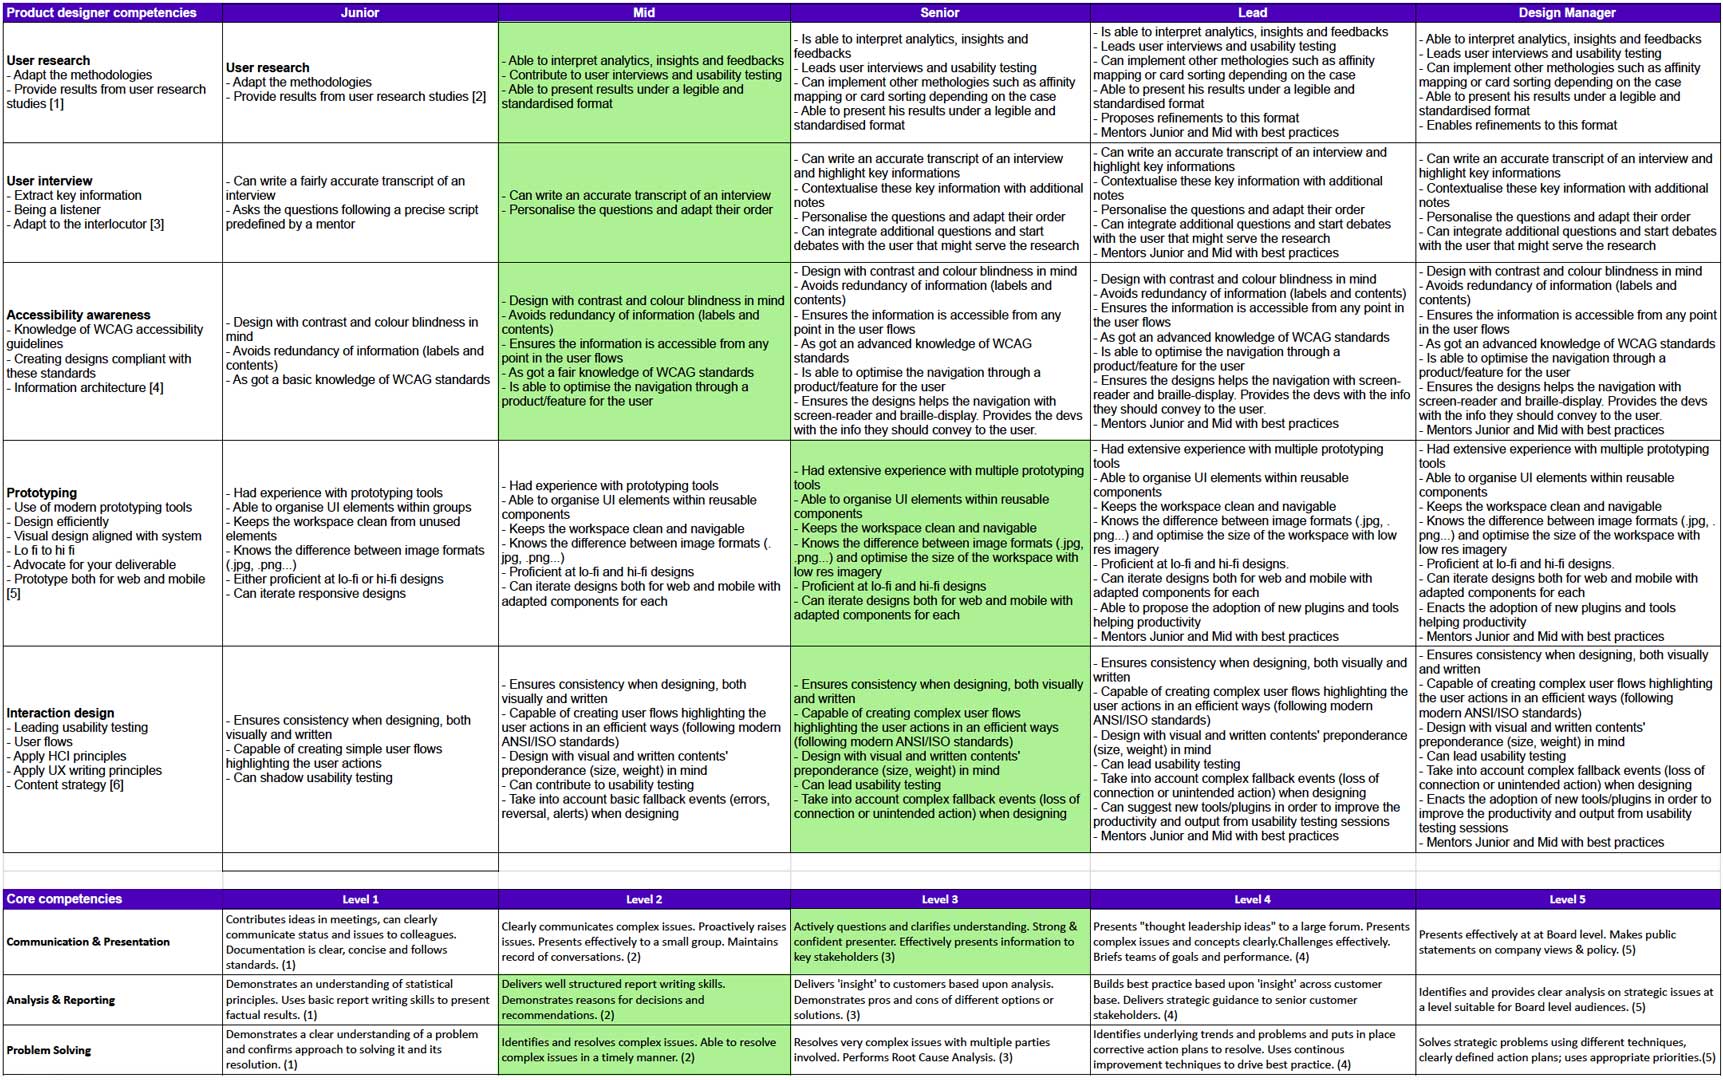 Product designer competencies
Junior
Mid
Senior
Lead
Design Manager
User research
- Adapt the methodologies
- Provide results from user research
studies [1]
User research
- Adapt the methodologies
- Provide results from user research studies [2]
- Able to interpret analytics, insights and feedbacks
- Contribute to user interviews and usability testing
- Able to present results under a legible and
standardised format
- Is able to interpret analytics, insights and
feedbacks
- Leads user interviews and usability testing
- Can implement other methologies such as affinity
mapping or card sorting depending on the case
- Able to present his results under a legible and
standardised format
- Is able to interpret analytics, insights and feedbacks
- Leads user interviews and usability testing
- Can implement other methologies such as affinity
mapping or card sorting depending on the case
- Able to present his results under a legible and
standardised format
- Proposes refinements to this format
- Mentors Junior and Mid with best practices
- Able to interpret analytics, insights and feedbacks
- Leads user interviews and usability testing
- Can implement other methologies such as affinity
mapping or card sorting depending on the case
- Able to present his results under a legible and
standardised format
- Enables refinements to this format
User interview
- Extract key information
- Being a listener
- Adapt to the interlocutor [3]
- Can write a fairly accurate transcript of an
interview
- Asks the questions following a precise script
predefined by a mentor
- Can write an accurate transcript of an interview
- Personalise the questions and adapt their order
- Can write an accurate transcript of an interview
and highlight key informations
- Contextualise these key information with additional
notes
- Personalise the questions and adapt their order
- Can integrate additional questions and start
debates with the user that might serve the research
- Can write an accurate transcript of an interview and
highlight key informations
- Contextualise these key information with additional
notes
- Personalise the questions and adapt their order
- Can integrate additional questions and start debates
with the user that might serve the research
- Mentors Junior and Mid with best practices
- Can write an accurate transcript of an interview and
highlight key informations
- Contextualise these key information with additional
notes
- Personalise the questions and adapt their order
- Can integrate additional questions and start debates
with the user that might serve the research
Accessibility awareness
- Knowledge of WCAG accessibility
guidelines
- Creating designs compliant with
these standards
- Information architecture [4]
- Design with contrast and colour blindness in
mind
- Avoids redundancy of information (labels and
contents)
- As got a basic knowledge of WCAG standards
- Design with contrast and colour blindness in mind
- Avoids redundancy of information (labels and
contents)
- Ensures the information is accessible from any
point in the user flows
- As got a fair knowledge of WCAG standards
- Is able to optimise the navigation through a
product/feature for the user
- Design with contrast and colour blindness in mind
- Avoids redundancy of information (labels and
contents)
- Ensures the information is accessible from any
point in the user flows
- As got an advanced knowledge of WCAG
standards
- Is able to optimise the navigation through a
product/feature for the user
- Ensures the designs helps the navigation with
screen-reader and braille-display. Provides the devs
with the info they should convey to the user.
- Design with contrast and colour blindness in mind
- Avoids redundancy of information (labels and contents)
- Ensures the information is accessible from any point in
the user flows
- As got an advanced knowledge of WCAG standards
- Is able to optimise the navigation through a
product/feature for the user
- Ensures the designs helps the navigation with screen-
reader and braille-display. Provides the devs with the info
they should convey to the user.
- Mentors Junior and Mid with best practices
- Design with contrast and colour blindness in mind
- Avoids redundancy of information (labels and
contents)
- Ensures the information is accessible from any point
in the user flows
- As got an advanced knowledge of WCAG standards
- Is able to optimise the navigation through a
product/feature for the user
- Ensures the designs helps the navigation with
screen-reader and braille-display. Provides the devs
with the info they should convey to the user.
- Mentors Junior and Mid with best practices
Prototyping
- Use of modern prototyping tools
- Design efficiently
- Visual design aligned with system
- Lo fi to hi fi
- Advocate for your deliverable
- Prototype both for web and mobile
[5]
- Had experience with prototyping tools
- Able to organise UI elements within groups
- Keeps the workspace clean from unused
elements
- Knows the difference between image formats
(.jpg, .png...)
- Either proficient at lo-fi or hi-fi designs
- Can iterate responsive designs
- Had experience with prototyping tools
- Able to organise UI elements within reusable
components
- Keeps the workspace clean and navigable
- Knows the difference between image formats (.
jpg, .png...)
- Proficient at lo-fi and hi-fi designs
- Can iterate designs both for web and mobile with
adapted components for each
- Had extensive experience with multiple prototyping
tools
- Able to organise UI elements within reusable
components
- Keeps the workspace clean and navigable
- Knows the difference between image formats (.jpg,
.png...) and optimise the size of the workspace with
low res imagery
- Proficient at lo-fi and hi-fi designs
- Can iterate designs both for web and mobile with
adapted components for each
- Had extensive experience with multiple prototyping
tools
- Able to organise UI elements within reusable
components
- Keeps the workspace clean and navigable
- Knows the difference between image formats (.jpg, .
png...) and optimise the size of the workspace with low
res imagery
- Proficient at lo-fi and hi-fi designs.
- Can iterate designs both for web and mobile with
adapted components for each
- Able to propose the adoption of new plugins and tools
helping productivity
- Mentors Junior and Mid with best practices
- Had extensive experience with multiple prototyping
tools
- Able to organise UI elements within reusable
components
- Keeps the workspace clean and navigable
- Knows the difference between image formats (.jpg, .
png...) and optimise the size of the workspace with
low res imagery
- Proficient at lo-fi and hi-fi designs.
- Can iterate designs both for web and mobile with
adapted components for each
- Enacts the adoption of new plugins and tools
helping productivity
- Mentors Junior and Mid with best practices
Interaction design
- Leading usability testing
- User flows
- Apply HCI principles
- Apply UX writing principles
- Content strategy [6]
- Ensures consistency when designing, both
visually and written
- Capable of creating simple user flows
highlighting the user actions
- Can shadow usability testing
- Ensures consistency when designing, both
visually and written
- Capable of creating user flows highlighting the
user actions in an efficient ways (following modern
ANSI/ISO standards)
- Design with visual and written contents'
preponderance (size, weight) in mind
- Can contribute to usability testing
- Take into account basic fallback events (errors,
reversal, alerts) when designing
- Ensures consistency when designing, both visually
and written
- Capable of creating complex user flows
highlighting the user actions in an efficient ways
(following modern ANSI/ISO standards)
- Design with visual and written contents'
preponderance (size, weight) in mind
- Can lead usability testing
- Take into account complex fallback events (loss of
connection or unintended action) when designing
- Ensures consistency when designing, both visually and
written
- Capable of creating complex user flows highlighting the
user actions in an efficient ways (following modern
ANSI/ISO standards)
- Design with visual and written contents' preponderance
(size, weight) in mind
- Can lead usability testing
- Take into account complex fallback events (loss of
connection or unintended action) when designing
- Can suggest new tools/plugins in order to improve the
productivity and output from usability testing sessions
- Mentors Junior and Mid with best practices
- Ensures consistency when designing, both visually
and written
- Capable of creating complex user flows highlighting
the user actions in an efficient ways (following
modern ANSI/ISO standards)
- Design with visual and written contents'
preponderance (size, weight) in mind
- Can lead usability testing
- Take into account complex fallback events (loss of
connection or unintended action) when designing
- Enacts the adoption of new tools/plugins in order to
improve the productivity and output from usability
testing sessions
- Mentors Junior and Mid with best practices
Core competencies
Level 1
Level 2
Level 3
Level 4
Level 5
Communication & Presentation
Contributes ideas in meetings, can clearly
communicate status and issues to colleagues.
Documentation is clear, concise and follows
standards. (1)
Clearly communicates complex issues. Proactively raises
issues. Presents effectively to a small group. Maintains
record of conversations. (2)
Actively questions and clarifies understanding. Strong &
confident presenter. Effectively presents information to
key stakeholders (3)
Presents "thought leadership ideas" to a large forum. Presents
complex issues and concepts clearly.Challenges effectively.
Briefs teams of goals and performance. (4)
Presents effectively at at Board level. Makes public
statements on company views & policy. (5)
Analysis & Reporting
Demonstrates an understanding of statistical
principles. Uses basic report writing skills to present
factual results. (1)
Delivers well structured report writing skills.
Demonstrates reasons for decisions and
recommendations. (2)
Delivers 'insight' to customers based upon analysis.
Demonstrates pros and cons of different options or
solutions. (3)
Builds best practice based upon 'insight' across customer
base. Delivers strategic guidance to senior customer
stakeholders. (4)
Identifies and provides clear analysis on strategic issues at
a level suitable for Board level audiences. (5)
Problem Solving
Demonstrates a clear understanding of a problem
and confirms approach to solving it and its
resolution. (1)
Identifies and resolves complex issues. Able to resolve
complex issues in a timely manner. (2)
Resolves very complex issues with multiple parties
involved. Performs Root Cause Analysis. (3)
Identifies underlying trends and problems and puts in place
corrective action plans to resolve. Uses continous
improvement techniques to drive best practice. (4)
Solves strategic problems using different techniques,
clearly defined action plans; uses appropriate priorities.(5)